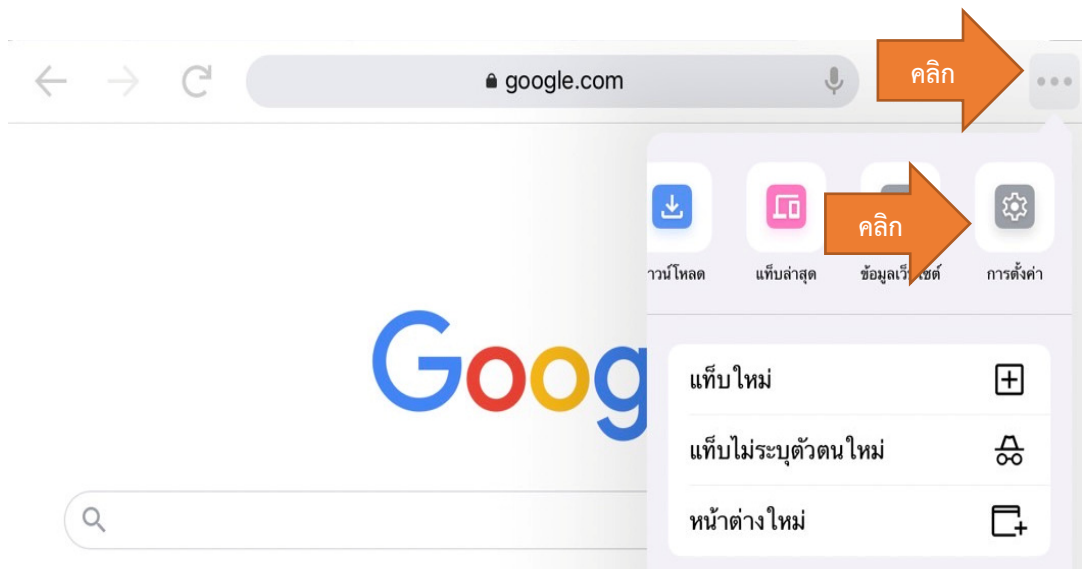 google.com
คลิก
คลิก
าวน์โหลด
แท็บล่าสุด
การตั้งค่า
Goog
แท็บใหม่
แท็บไม่ระบุตัวตนใหม่
หน้าต่างใหม่